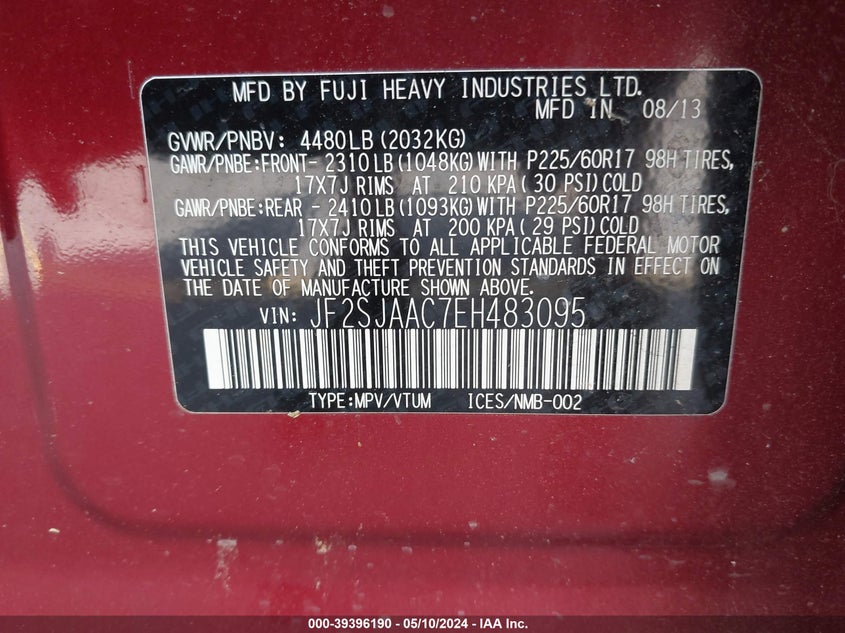 MFD BY FUJI HEAVY INDUSTRIES LTD.
MFD IN 08/13
GVWR/PNBV: 4480LB (2032KG)
GAWR/PNBE:FRONT- 2310 LB (1048KG) WITH P225/60R17 98H TIRES,
17X7J RIMS AT 210 KPA ( 30 PSI) COLD
GAWR/PNBE:REAR - 2410 LB (1093KG) WITH P225/60R17 98H TIRES,
17X7J RIMS AT 200 KPA ( 29 PSI) COLD
THIS VEHICLE CONFORMS TO ALL APPLICABLE FEDERAL MOTOR
VEHICLE SAFETY AND THEFT PREVENTION STANDARDS IN EFFECT ON
THE DATE OF MANUFACTURE SHOWN ABOVE.
VIN: JF2SJAAC7EH483095
TYPE:MPV/VTUM ICES/NMB-002
000-39396190 - 05/10/2024 - IAA Inc.